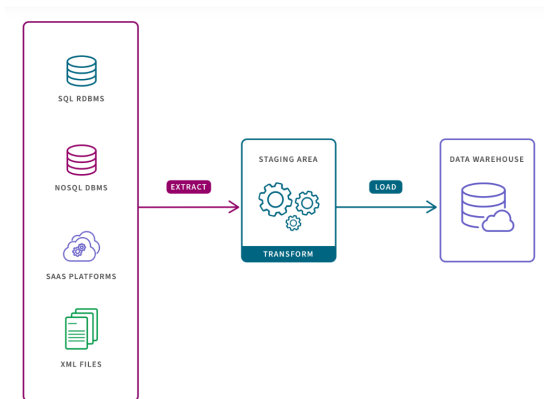 SQL RDBMS
NOSQL DBMS
SAAS PLATFORMS
XML FILES
EXTRACT
STAGING AREA
TRANSFORM
LOAD
DATA WAREHOUSE